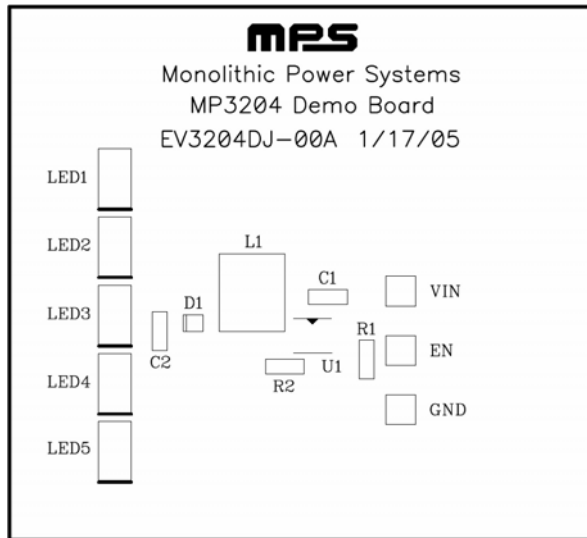 MPS
Monolithic Power Systems
MP3204 Demo Board
EV3204DJ-00A 1/17/05
LED1
LED2
L1
C1
VIN
LED3
D1
R1
EN
C2
U1
R2
LED4
GND
LED5